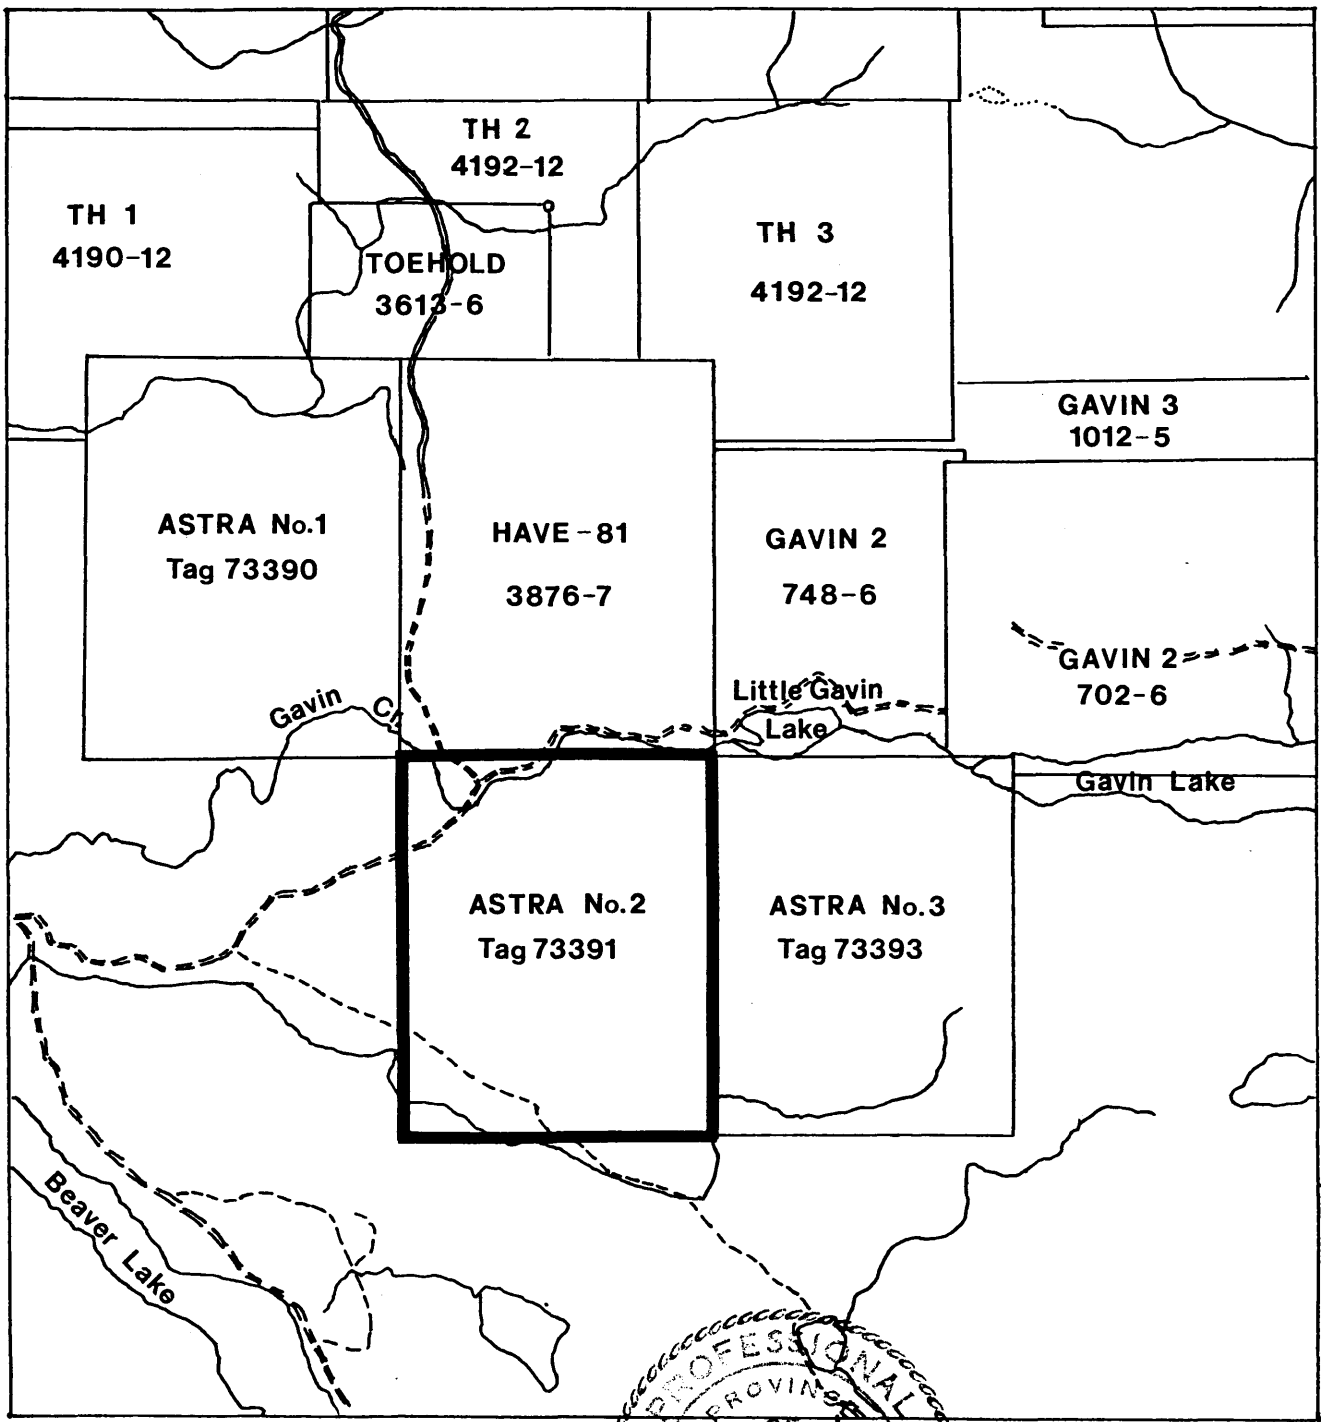 TH 2
4192-12
TH 1
4190-12
TH 3
4192-12
TOEHOLD
3613-6
GAVIN 3
1012-5
ASTRA No.1
Tag 73390
HAVE-81
3876-7
GAVIN 2
748-6
GAVIN 2
702-6
Gavin Cr.
Little Gavin
Lake
Gavin Lake
ASTRA No.2
Tag 73391
ASTRA No.3
Tag 73393
Beaver Lake
PROFESSIONAL